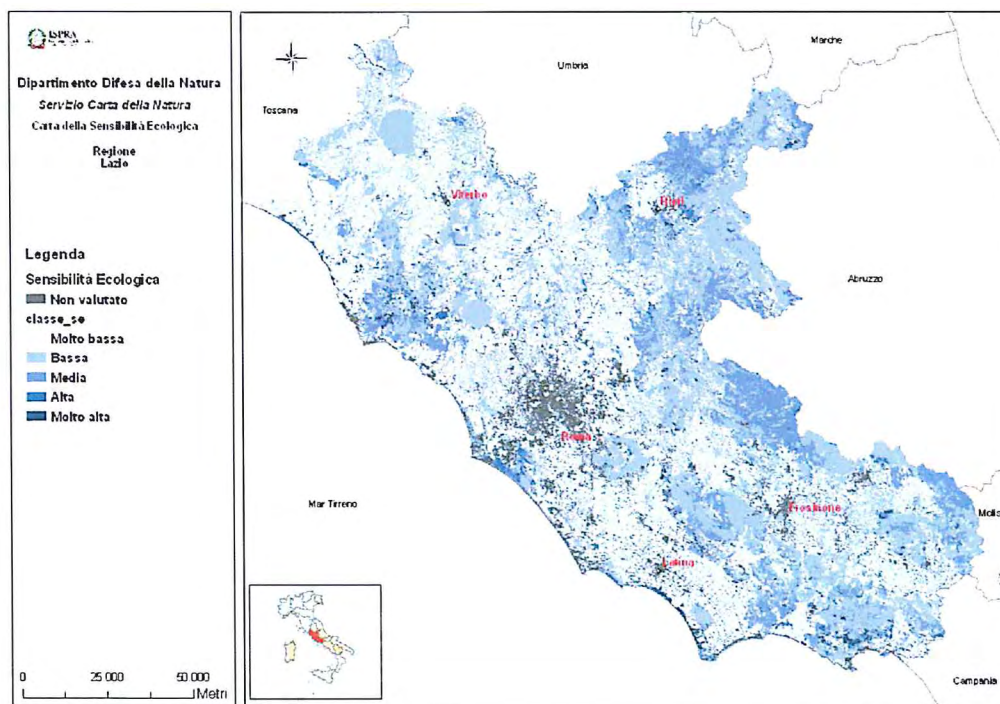 ISPRA
Dipartimento Difesa della Natura
Servizio Carta della Natura
Carta della Sensibilità Ecologica
Regione
Lazio
Legenda
Sensibilità Ecologica
Non valutato
classe_se
Molto bassa
Bassa
Media
Alta
Molto alta
0 25 000 50 000
Metri
Marche
Umbria
Toscana
Viterbo
Rieti
Abruzzo
Roma
Mar Tirreno
Frosinone
Molis
Latina
Campania